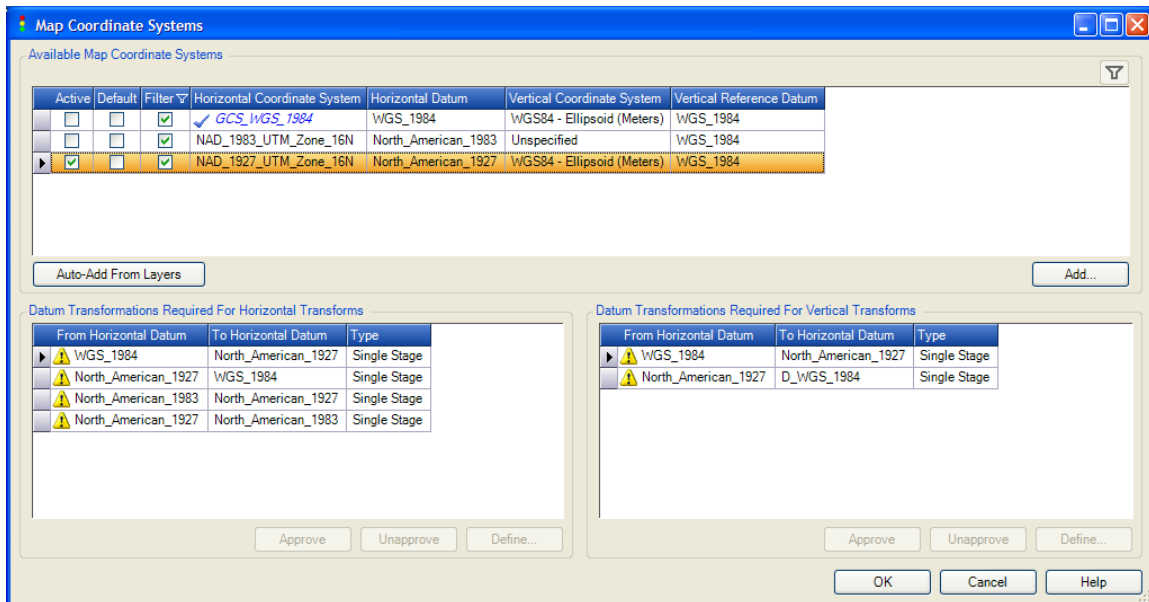 Map Coordinate Systems
Available Map Coordinate Systems
Active Default Filter Horizontal Coordinate System Horizontal Datum Vertical Coordinate System Vertical Reference Datum
GCS_WGS_1984 WGS_1984 WGS84 - Ellipsoid (Meters) WGS_1984
NAD_1983_UTM_Zone_16N North_American_1983 Unspecified WGS_1984
NAD_1927_UTM_Zone_16N North_American_1927 WGS84 - Ellipsoid (Meters) WGS_1984
Auto-Add From Layers Add...
Datum Transformations Required For Horizontal Transforms
From Horizontal Datum To Horizontal Datum Type
WGS_1984 North_American_1927 Single Stage
North_American_1927 WGS_1984 Single Stage
North_American_1983 North_American_1927 Single Stage
North_American_1927 North_American_1983 Single Stage
Approve Unapprove Define...
Datum Transformations Required For Vertical Transforms
From Horizontal Datum To Horizontal Datum Type
WGS_1984 North_American_1927 Single Stage
North_American_1927 D_WGS_1984 Single Stage
Approve Unapprove Define...
OK Cancel Help